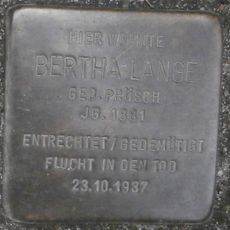 HIER WOHNTE
BERTHA LANGE
GEB. PRÜSCH
JG. 1881
ENTRECHTET / GEDEMÜTIGT
FLUCHT IN DEN TOD
23.10.1937